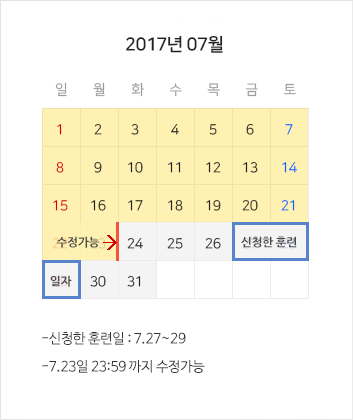 2017년 07월
일 월 화 수 목 금 토
1 2 3 4 5 6 7
8 9 10 11 12 13 14
15 16 17 18 19 20 21
수정가능 24 25 26 신청한 훈련
일자 30 31
-신청한 훈련일 : 7.27~29
-7.23일 23:59 까지 수정가능